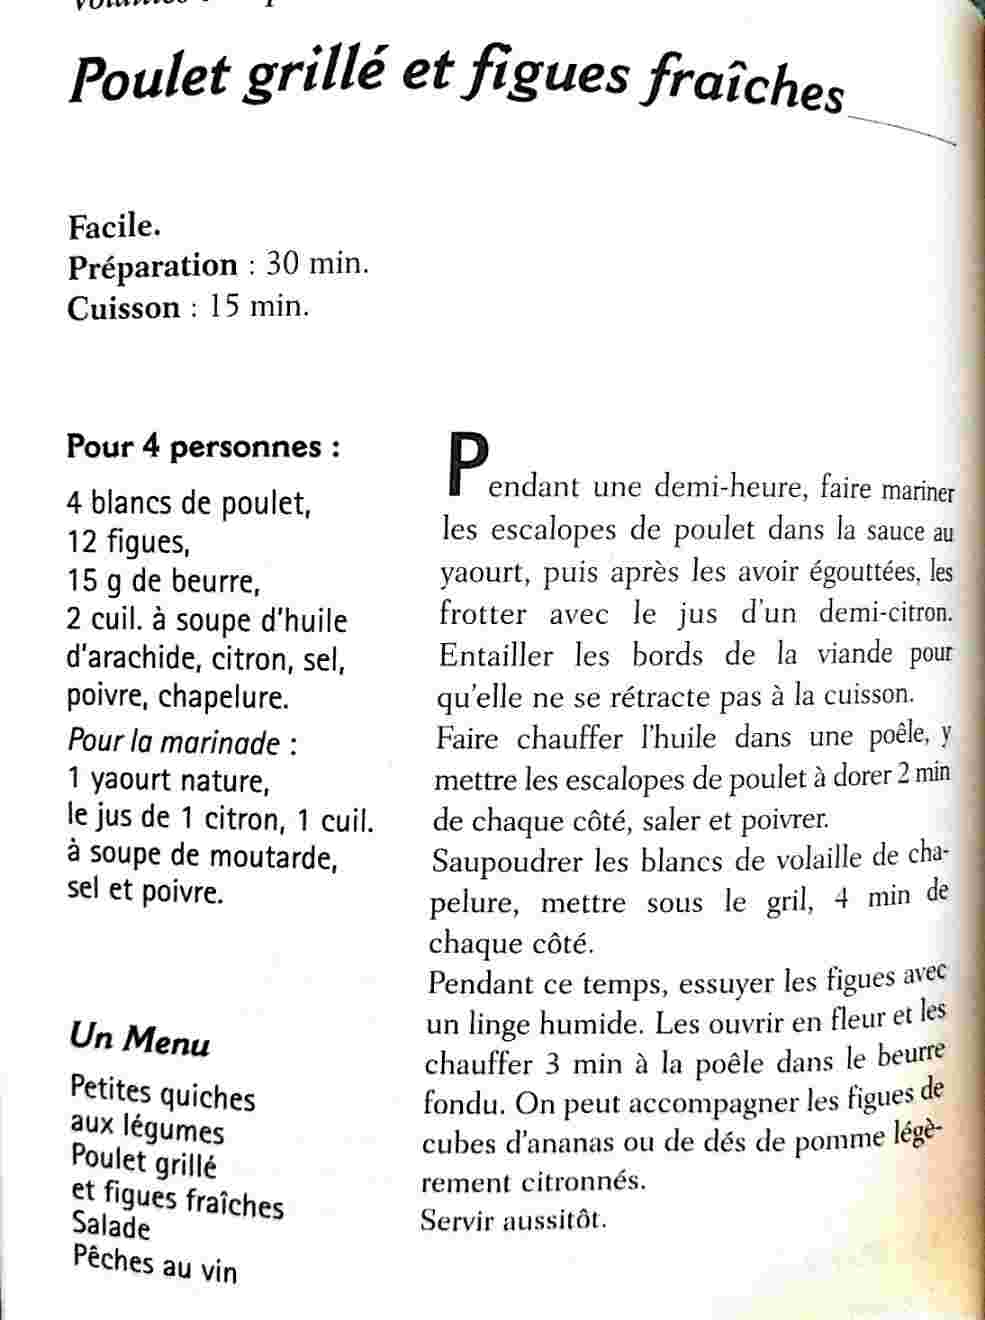 Poulet grillé et figues fraîches
Facile.
Préparation : 30 min.
Cuisson : 15 min.
Pour 4 personnes :
4 blancs de poulet,
12 figues,
15 g de beurre,
2 cuil. à soupe d'huile
d'arachide, citron, sel,
poivre, chapelure.
Pour la marinade :
1 yaourt nature,
le jus de 1 citron, 1 cuil.
à soupe de moutarde,
sel et poivre.
Un Menu
Petites quiches
aux légumes
Poulet grillé
et figues fraîches
Salade
Pêches au vin
Pendant une demi-heure, faire mariner
les escalopes de poulet dans la sauce au
yaourt, puis après les avoir égouttées, les
frotter avec le jus d'un demi-citron.
Entailler les bords de la viande pour
qu'elle ne se rétracte pas à la cuisson.
Faire chauffer l'huile dans une poêle, y
mettre les escalopes de poulet à dorer 2 min
de chaque côté, saler et poivrer.
Saupoudrer les blancs de volaille de cha-
pelure, mettre sous le gril, 4 min de
chaque côté.
Pendant ce temps, essuyer les figues avec
un linge humide. Les ouvrir en fleur et les
chauffer 3 min à la poêle dans le beurre
fondu. On peut accompagner les figues de
cubes d'ananas ou de dés de pomme légè-
rement citronnés.
Servir aussitôt.